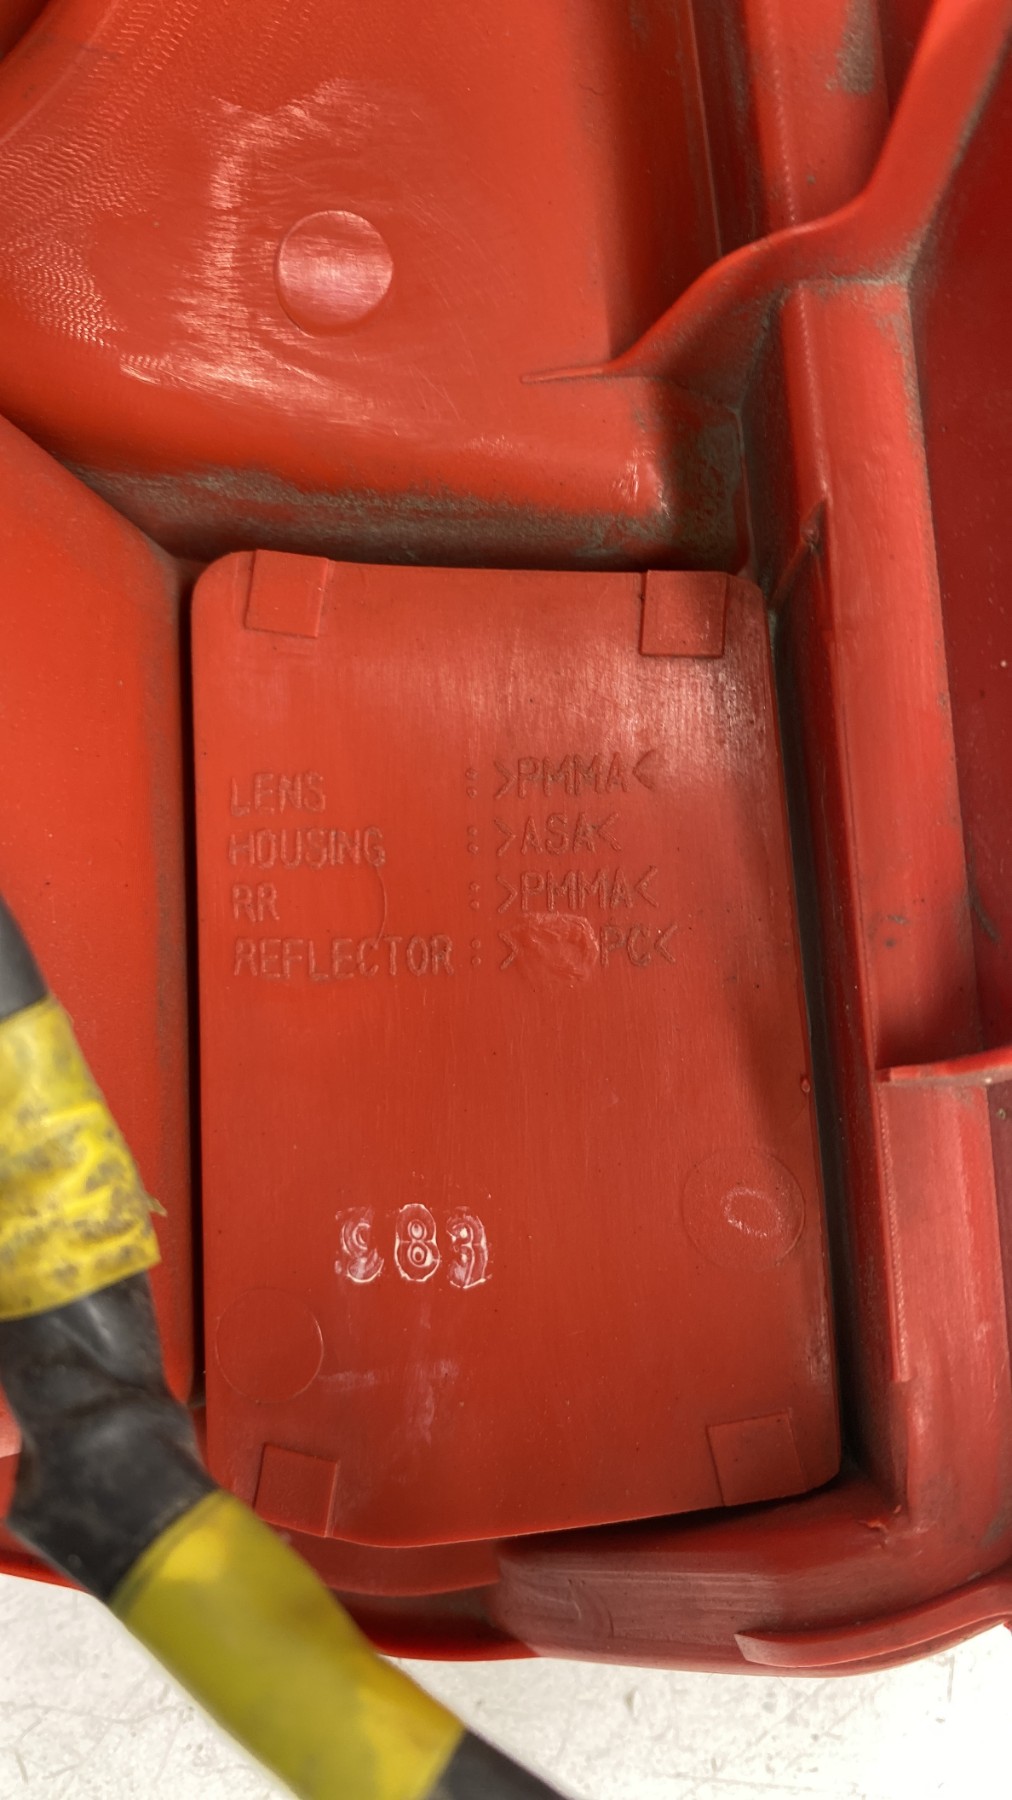 LENS : >PMMA<
HOUSING : >ASA<
RR : >PMMA<
REFLECTOR : > PC<